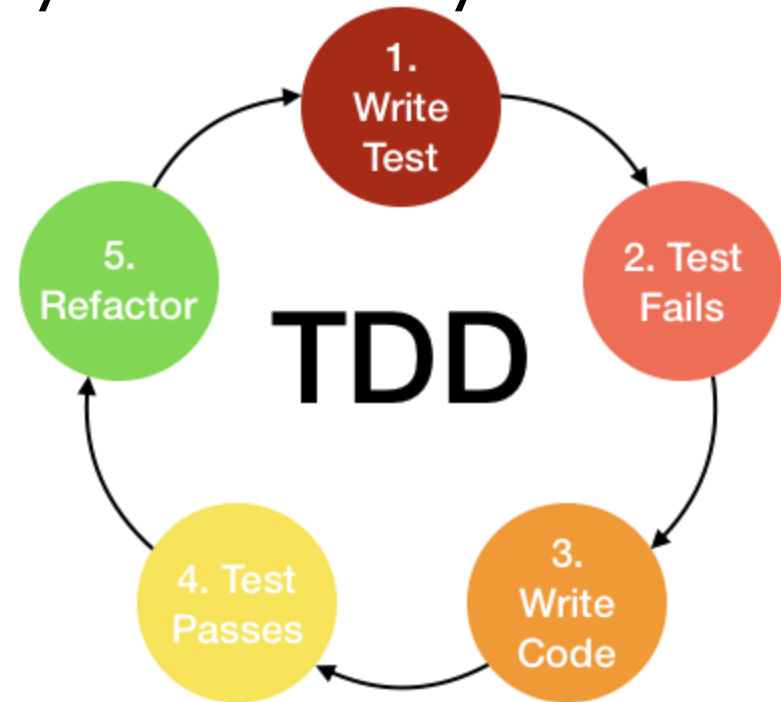 1.
Write
Test
2. Test
Fails
3.
Write
Code
4. Test
Passes
5.
Refactor
TDD